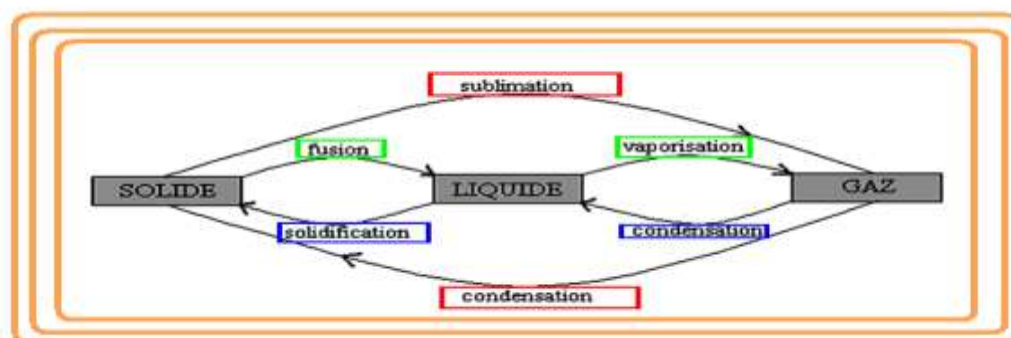 sublimation
fusion
vaporisation
SOLIDE
LIQUIDE
GAZ
solidification
condensation
condensation